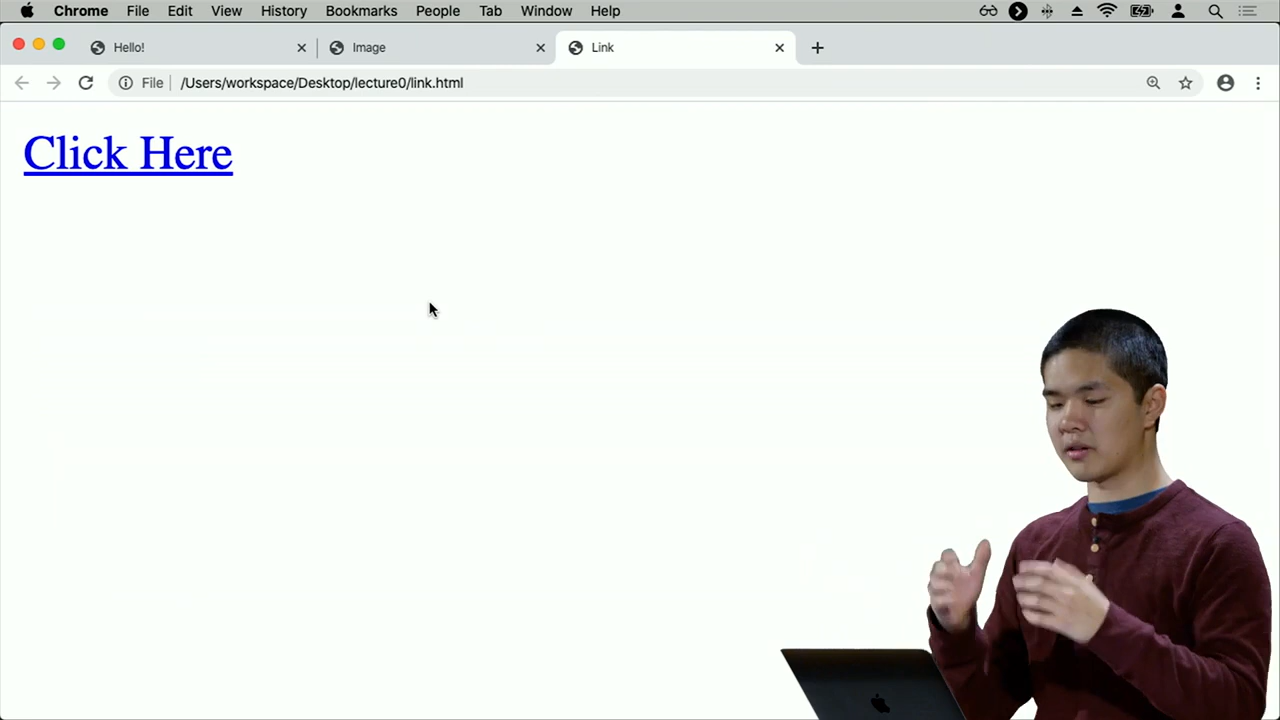 Chrome File Edit View History Bookmarks People Tab Window Help
Hello! Image Link
File /Users/workspace/Desktop/lecture0/link.html
Click Here